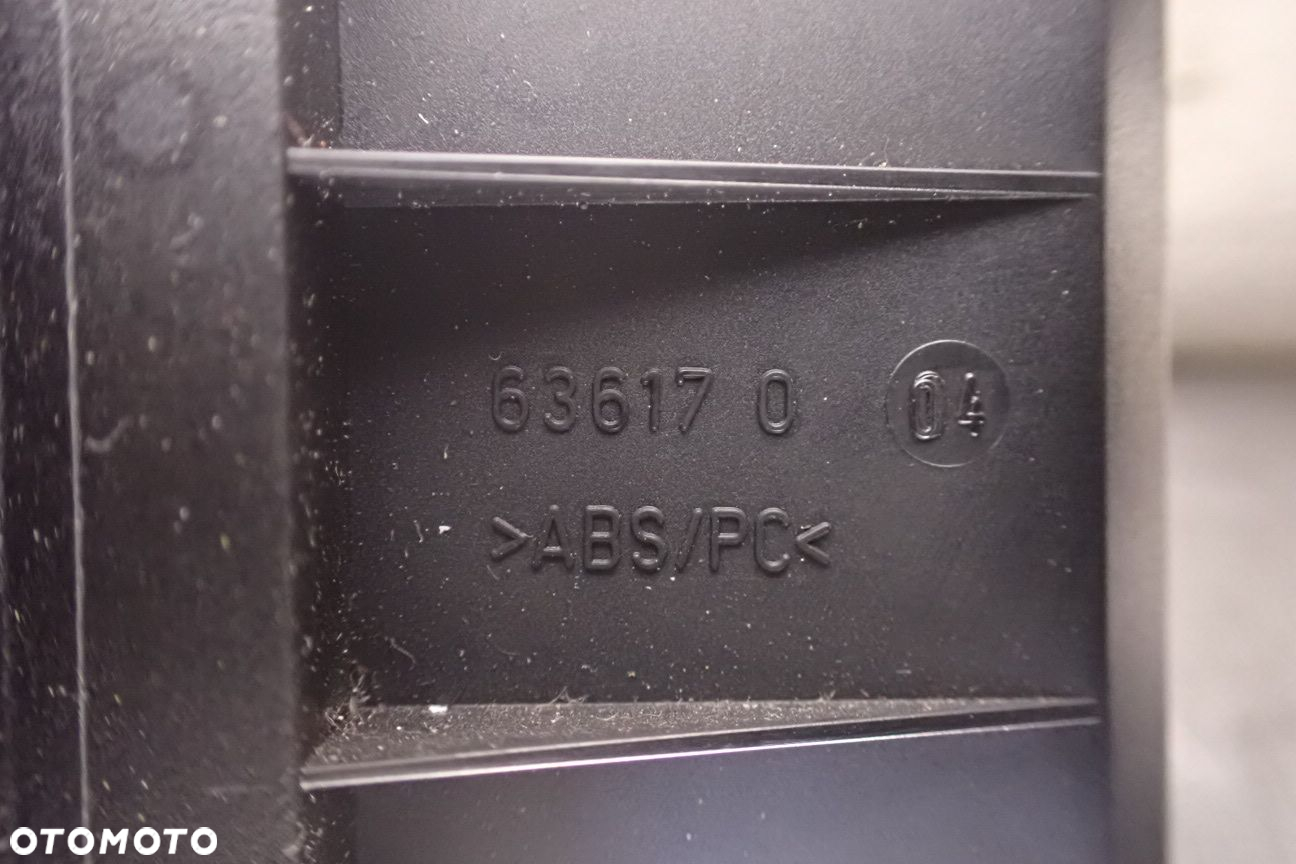 63617 0 04
>ABS/PC<
OTOMOTO